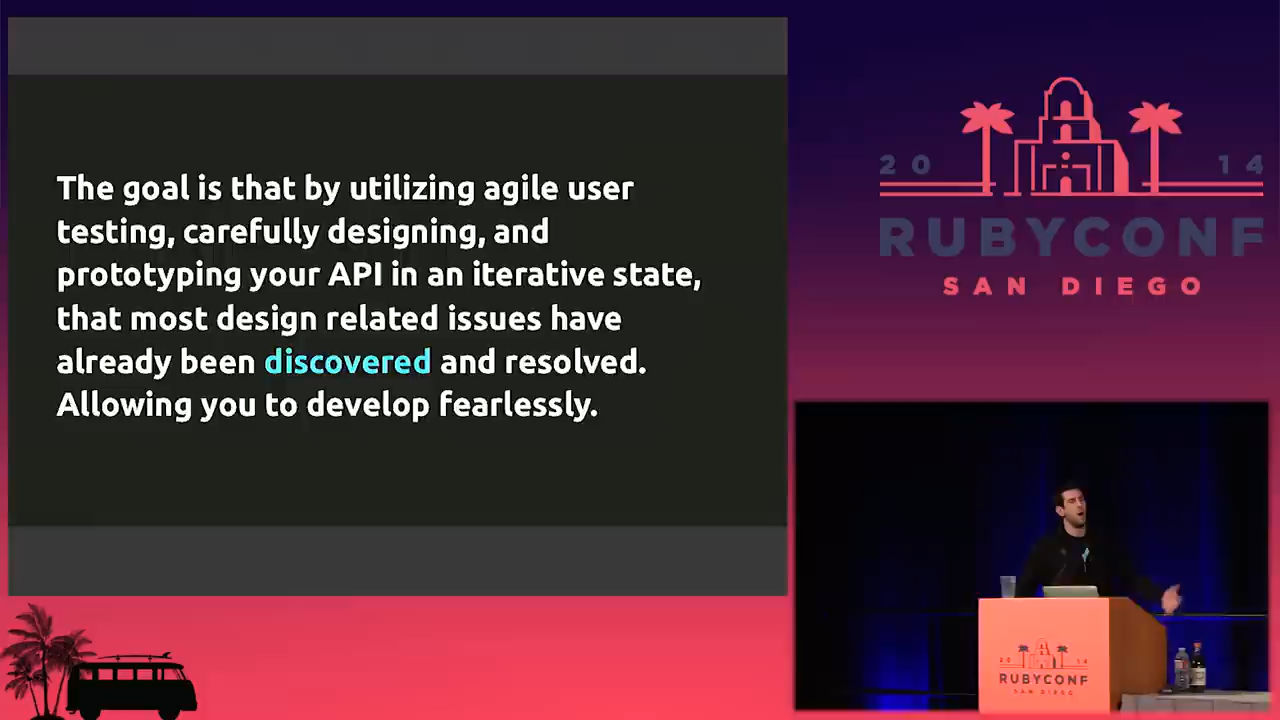 The goal is that by utilizing agile user
testing, carefully designing, and
prototyping your API in an iterative state,
that most design related issues have
already been discovered and resolved.
Allowing you to develop fearlessly.
20 14
RUBYCONF
SAN DIEGO
20 14
RUBYCONF
SAN DIEGO